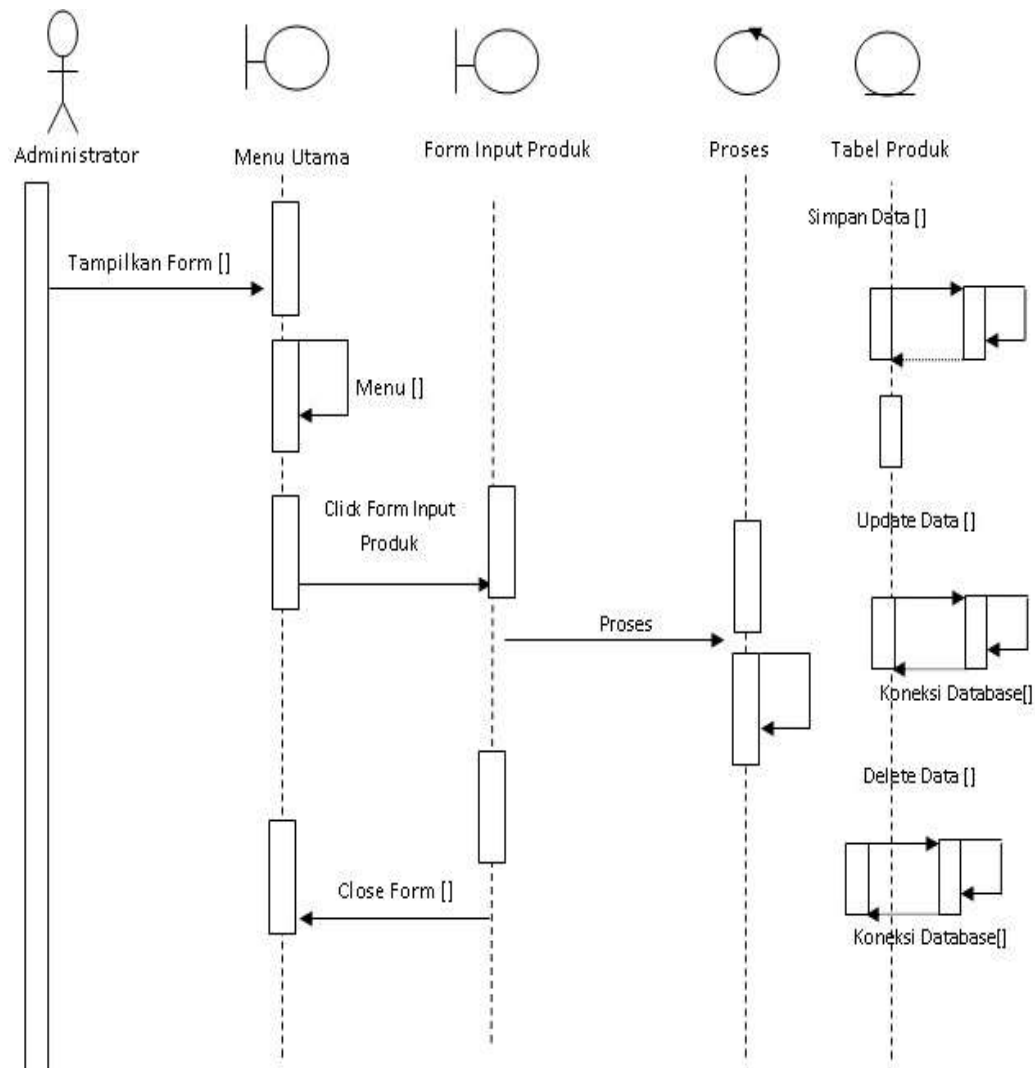 Administrator
Menu Utama
Form Input Produk
Proses
Tabel Produk
Simpan Data []
Tampilkan Form []
Menu []
Click Form Input
Produk
Update Data []
Proses
Koneksi Database[]
Delete Data []
Close Form []
Koneksi Database[]